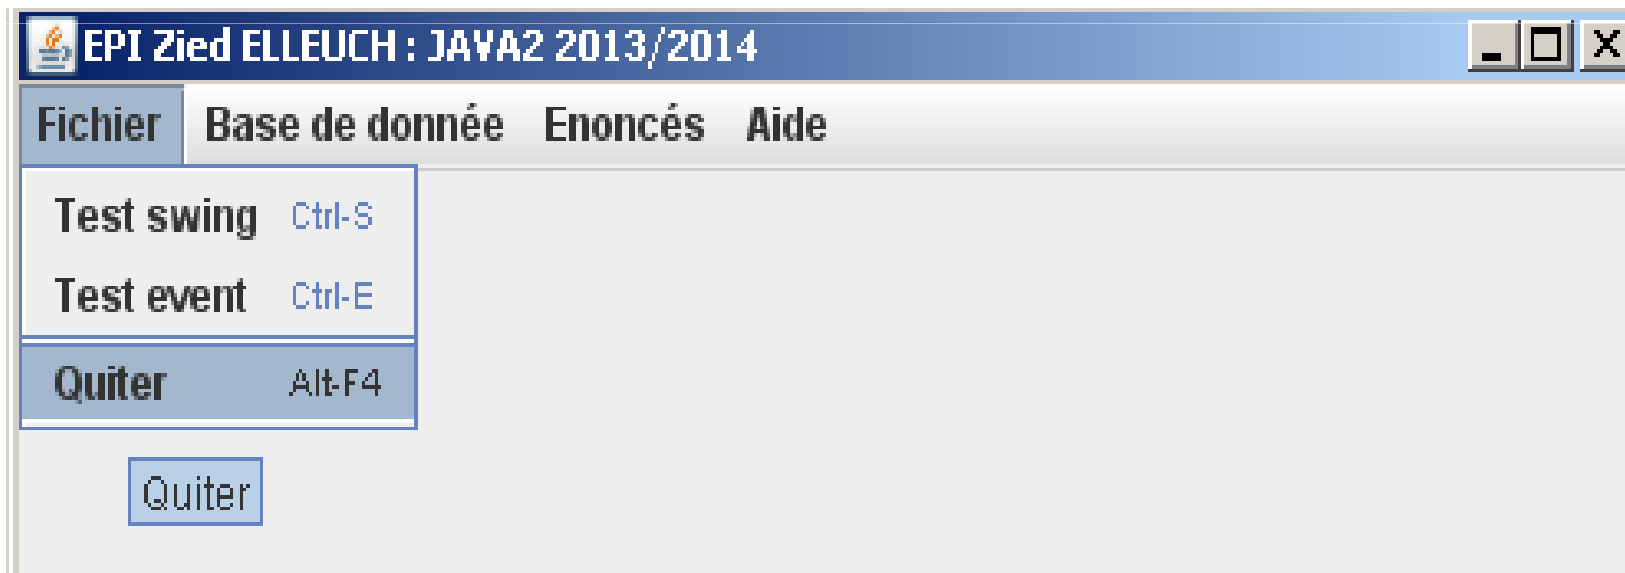 EPI Zied ELLEUCH : JAVA2 2013/2014
Fichier Base de donnée Enoncés Aide
Test swing Ctrl-S
Test event Ctrl-E
Quiter Alt-F4
Quiter